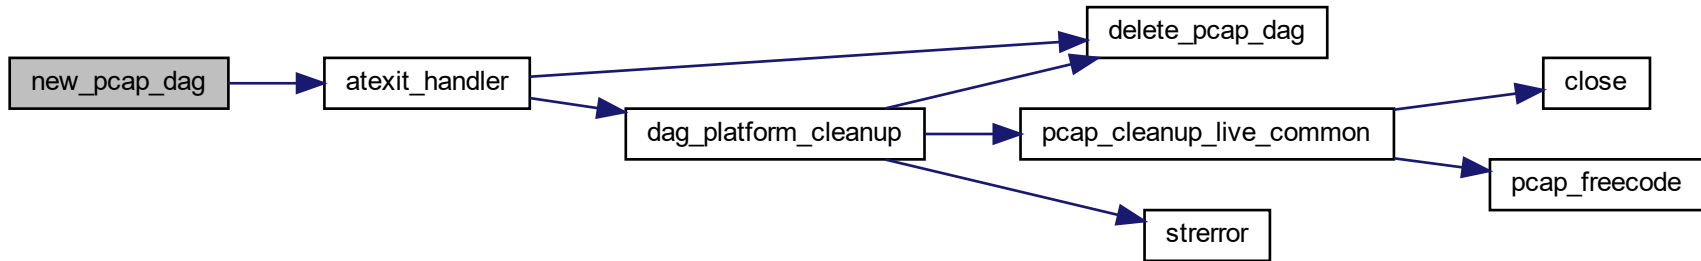 new_pcap_dag
atexit_handler
delete_pcap_dag
dag_platform_cleanup
pcap_cleanup_live_common
close
pcap_freecode
strerror